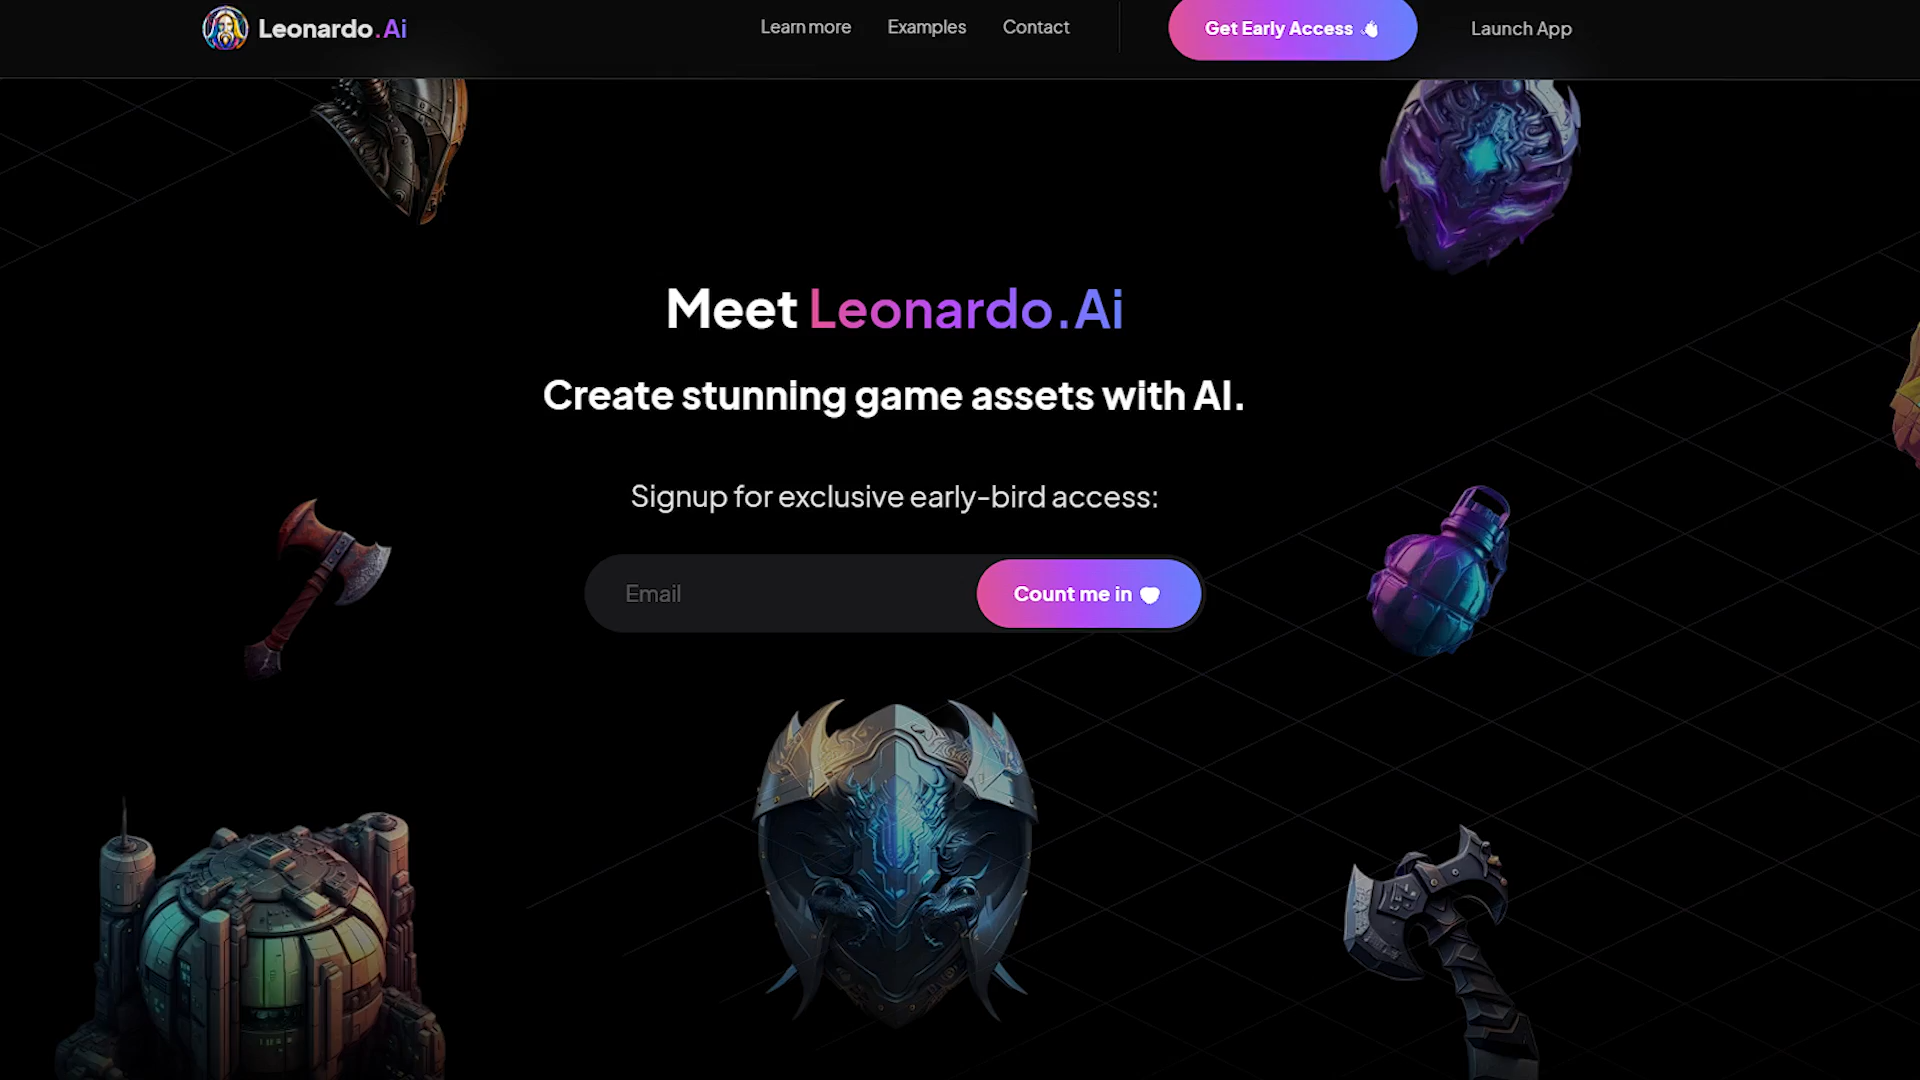 Leonardo.Ai
Learn more
Examples
Contact
Get Early Access
Launch App
Meet Leonardo.Ai
Create stunning game assets with AI.
Signup for exclusive early-bird access:
Email
Count me in